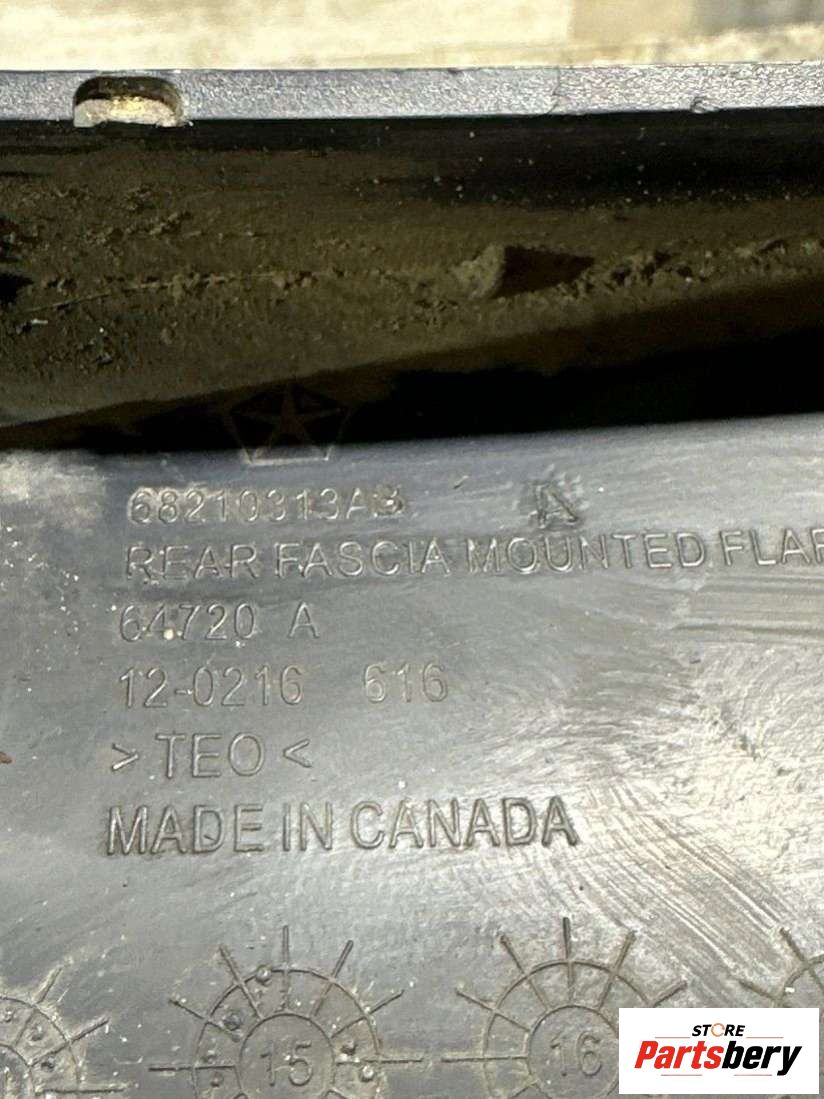 68210313AB A
REAR FASCIA MOUNTED FLAP
64720 A
12-0216 616
>TEO<
MADE IN CANADA
15 16
STORE
Partsbery